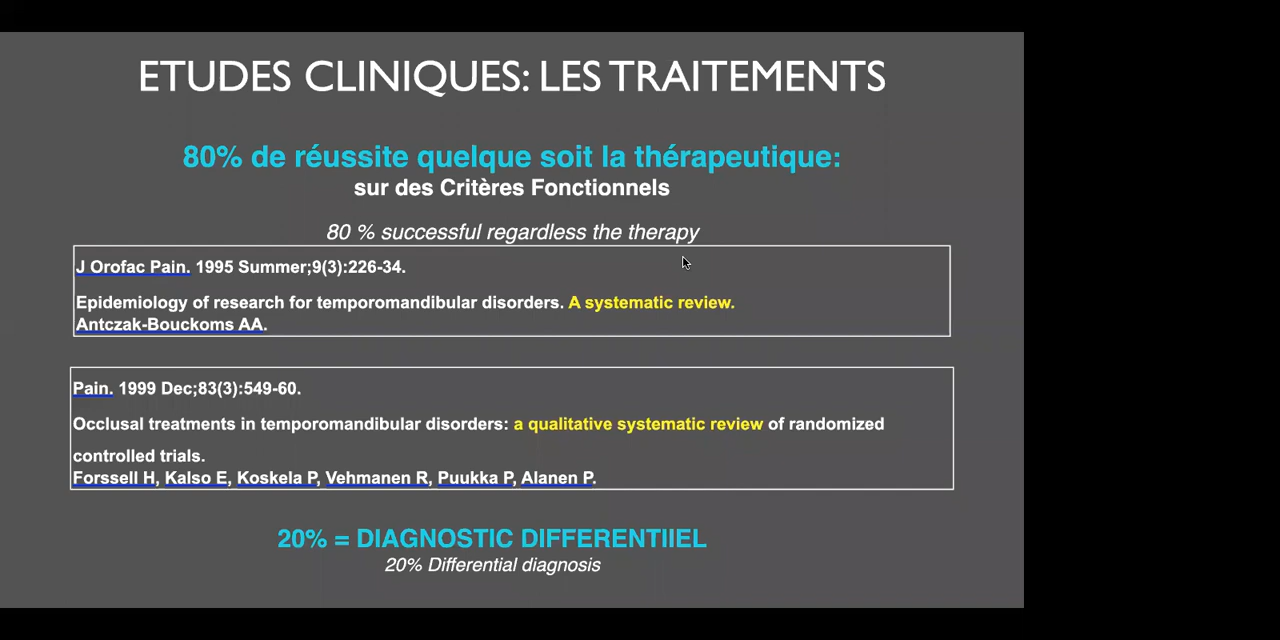 ETUDES CLINIQUES: LES TRAITEMENTS
80% de réussite quelque soit la thérapeutique:
sur des Critères Fonctionnels
80 % successful regardless the therapy
J Orofac Pain. 1995 Summer;9(3):226-34.
Epidemiology of research for temporomandibular disorders. A systematic review.
Antczak-Bouckoms AA.
Pain. 1999 Dec;83(3):549-60.
Occlusal treatments in temporomandibular disorders: a qualitative systematic review of randomized
controlled trials.
Forssell H, Kalso E, Koskela P, Vehmanen R, Puukka P, Alanen P.
20% = DIAGNOSTIC DIFFERENTIIEL
20% Differential diagnosis